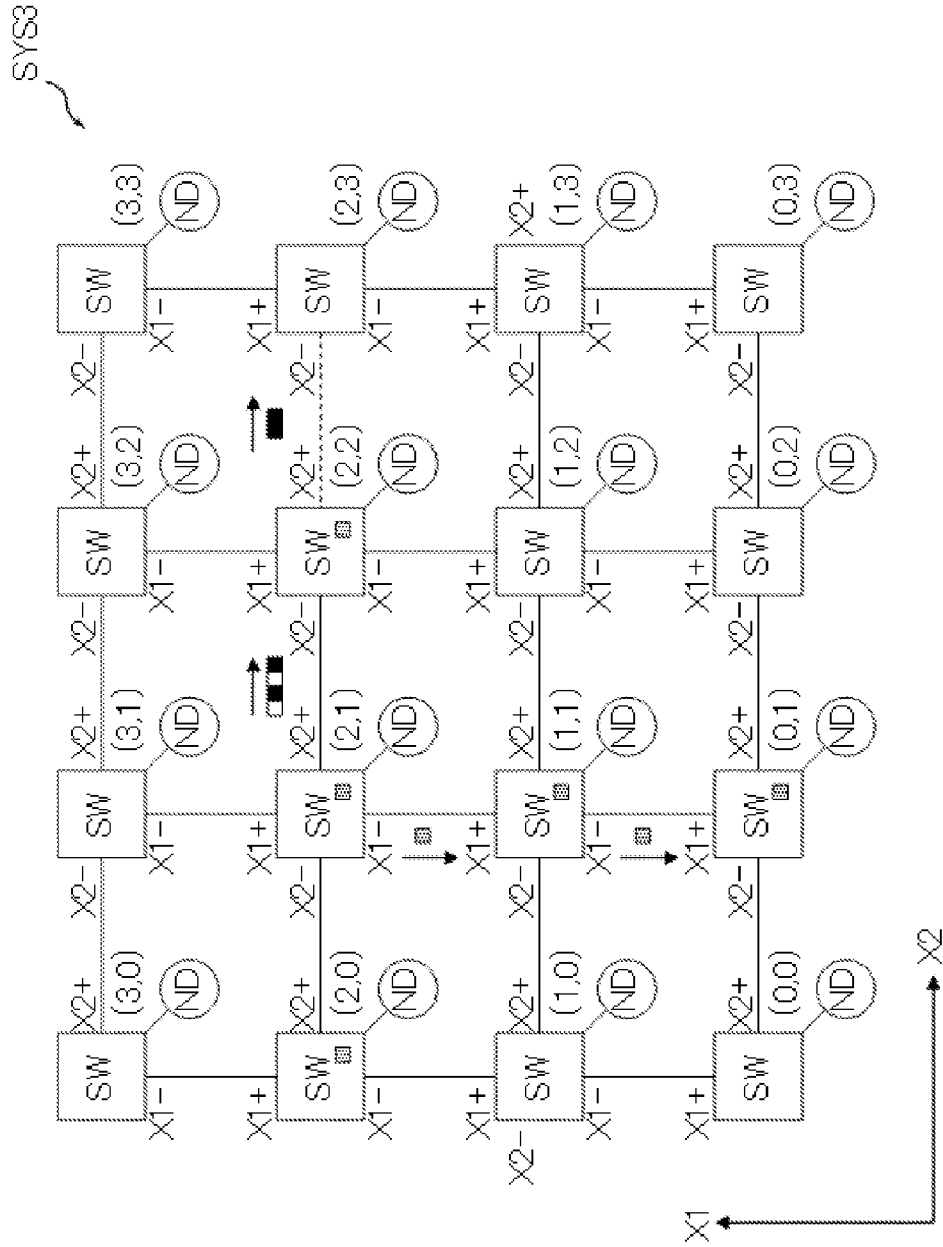 SYS3
SW
X2+
(3,0)
ND
X1-
X2-
SW
X2+
(3,1)
ND
X1-
X2-
SW
X2+
(3,2)
ND
X1-
X2-
SW
(3,3)
ND
X1-
X1+
SW
X2+
(2,0)
ND
X1-
X1+
X2-
SW
X2+
(2,1)
ND
X1-
X1+
X2-
SW
X2+
(2,2)
ND
X1-
X1+
X2-
SW
(2,3)
ND
X1-
X1+
X2-
SW
X2+
(1,0)
ND
X1-
X1+
X2-
SW
X2+
(1,1)
ND
X1-
X1+
X2-
SW
X2+
(1,2)
ND
X1-
X1+
X2-
SW
X2+
(1,3)
ND
X1-
X1+
SW
X2+
(0,0)
ND
X1+
X2-
SW
X2+
(0,1)
ND
X1+
X2-
SW
X2+
(0,2)
ND
X1+
X2-
SW
(0,3)
ND
X1
X2